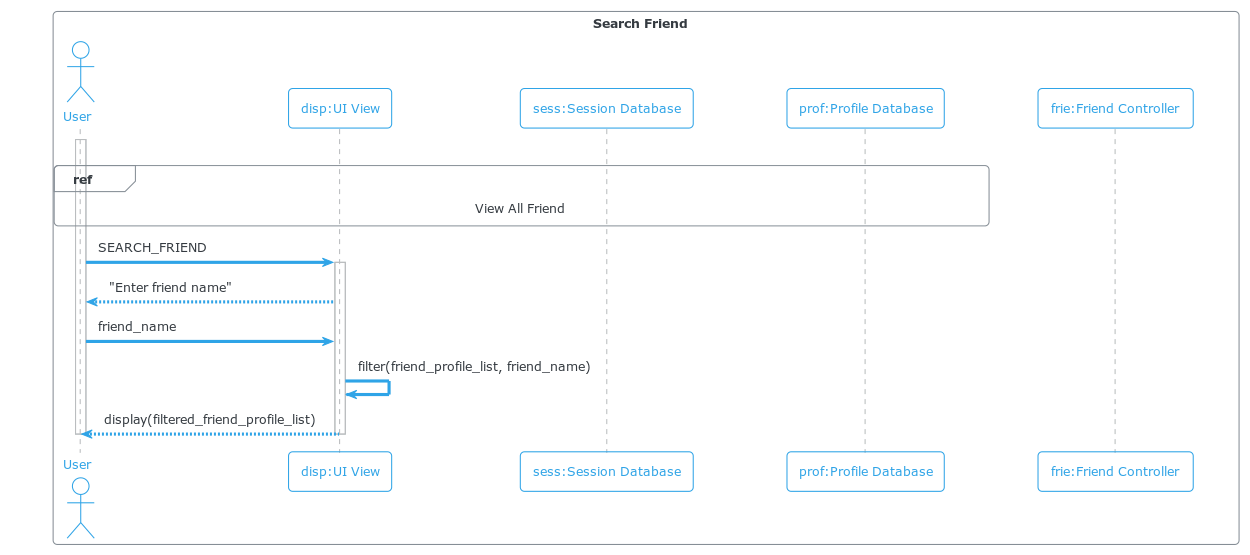 Search Friend
User
disp:UI View
sess:Session Database
prof:Profile Database
frie:Friend Controller
ref
View All Friend
SEARCH_FRIEND
"Enter friend name"
friend_name
filter(friend_profile_list, friend_name)
display(filtered_friend_profile_list)
User
disp:UI View
sess:Session Database
prof:Profile Database
frie:Friend Controller